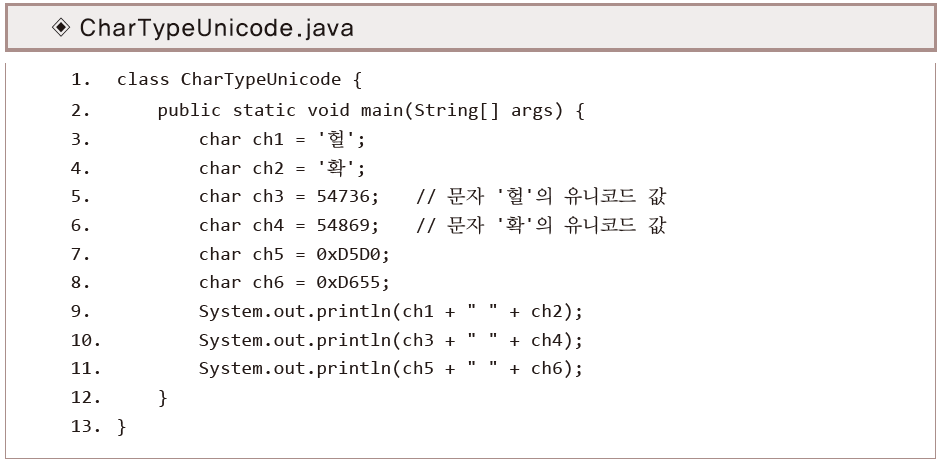 ◈ CharTypeUnicode.java
1. class CharTypeUnicode {
2. public static void main(String[] args) {
3. char ch1 = '헐';
4. char ch2 = '확';
5. char ch3 = 54736; // 문자 '헐'의 유니코드 값
6. char ch4 = 54869; // 문자 '확'의 유니코드 값
7. char ch5 = 0xD5D0;
8. char ch6 = 0xD655;
9. System.out.println(ch1 + " " + ch2);
10. System.out.println(ch3 + " " + ch4);
11. System.out.println(ch5 + " " + ch6);
12. }
13. }